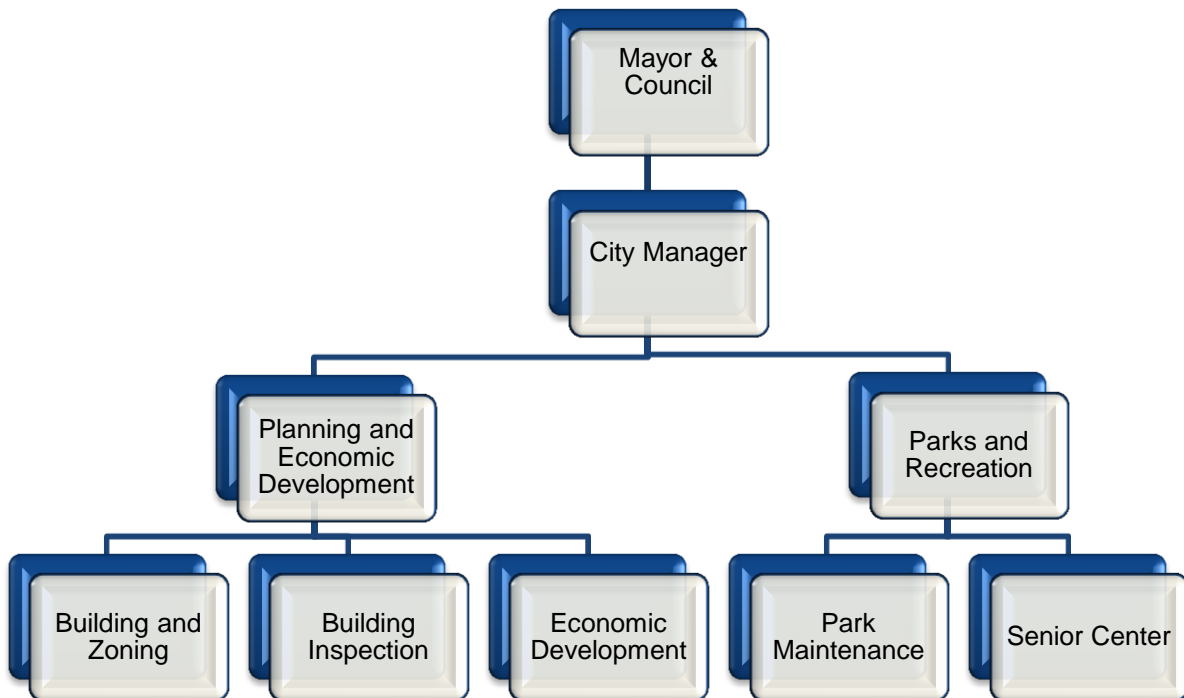 Mayor &
Council
City Manager
Planning and
Economic
Development
Parks and
Recreation
Building and
Zoning
Building
Inspection
Economic
Development
Park
Maintenance
Senior Center